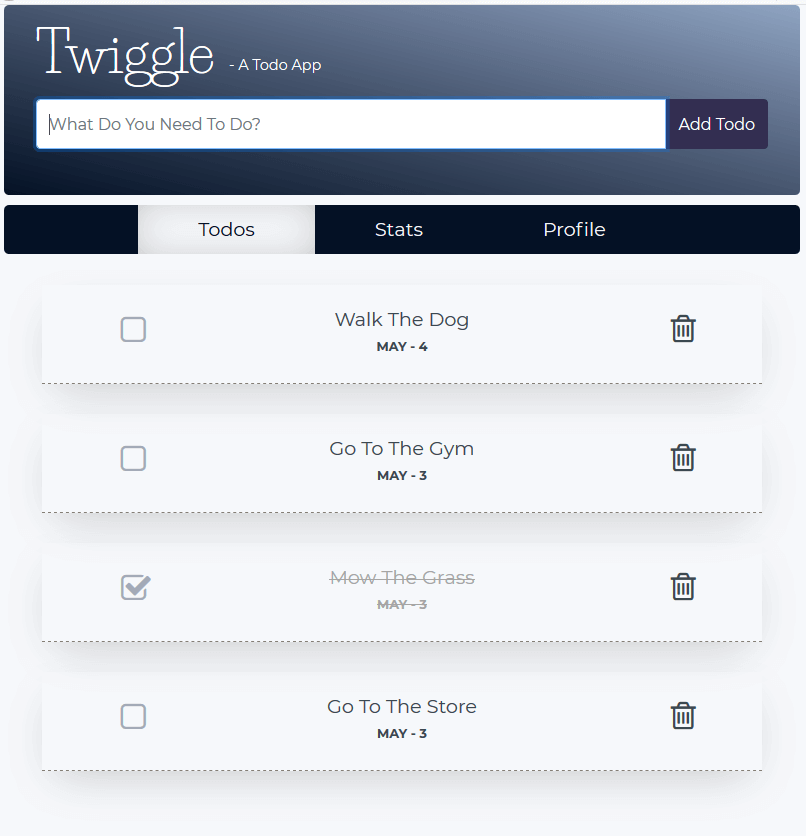 Twiggle - A Todo App
What Do You Need To Do? Add Todo
Todos Stats Profile
Walk The Dog
MAY - 4
Go To The Gym
MAY - 3
Mow The Grass
MAY - 3
Go To The Store
MAY - 3